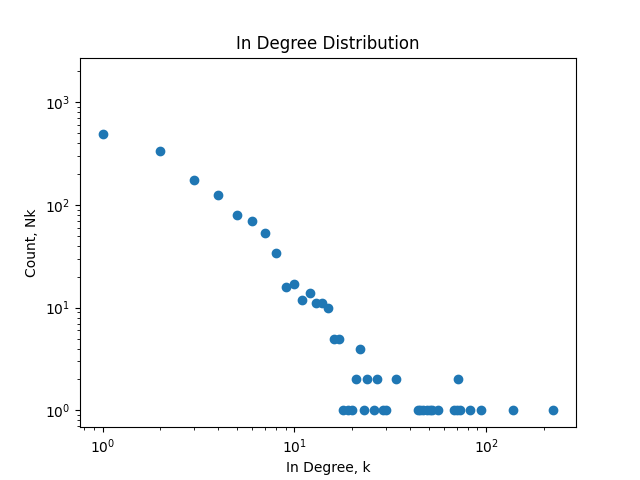 In Degree Distribution
Count, Nk
10³
10²
10¹
10⁰
10⁰ 10¹ 10²
In Degree, k